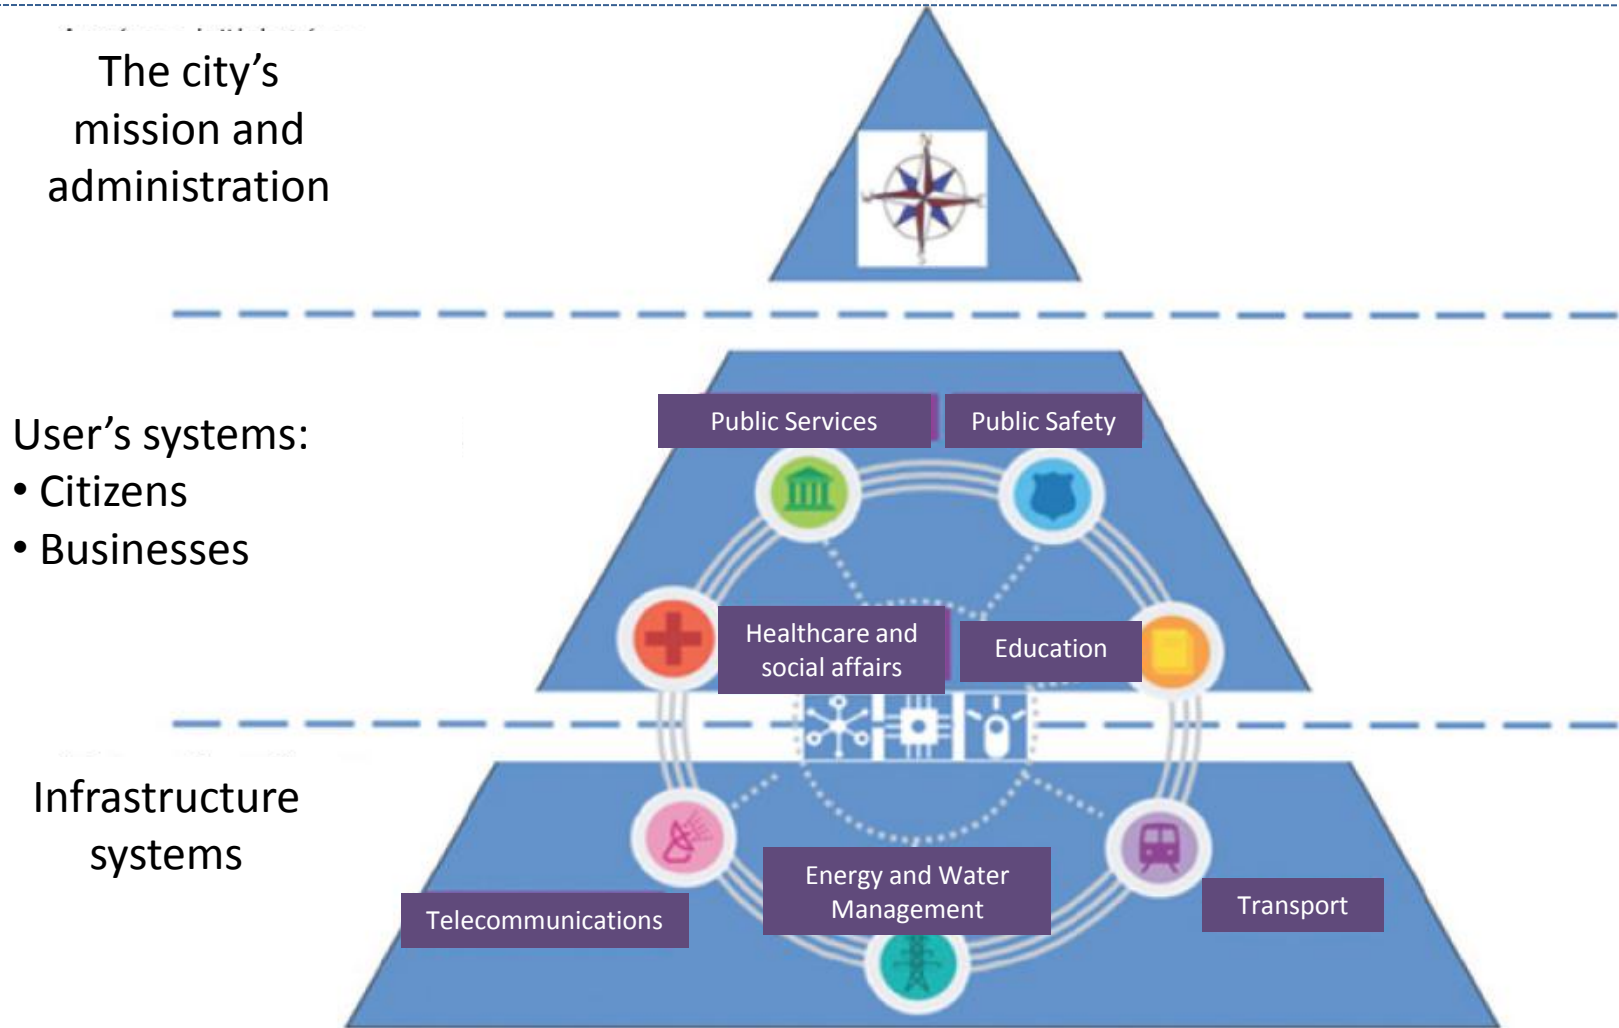 The city’s
mission and
administration
N
S
User’s systems:
• Citizens
• Businesses
Public Services
Public Safety
Healthcare and
social affairs
Education
Infrastructure
systems
Telecommunications
Energy and Water
Management
Transport